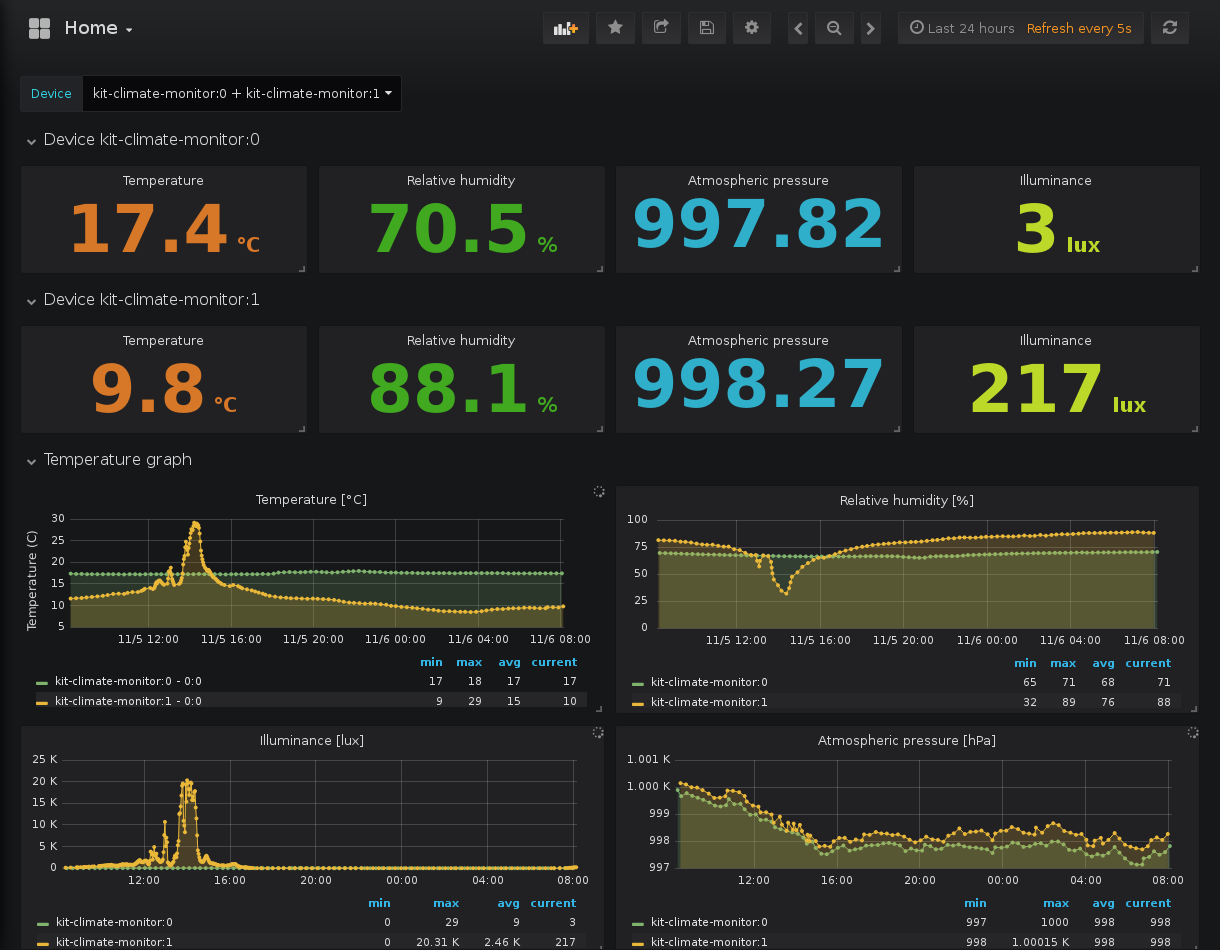 Home
Last 24 hours Refresh every 5s
Device kit-climate-monitor:0 + kit-climate-monitor:1
Device kit-climate-monitor:0
Temperature Relative humidity Atmospheric pressure Illuminance
17.4 °C 70.5 % 997.82 3 lux
Device kit-climate-monitor:1
Temperature Relative humidity Atmospheric pressure Illuminance
9.8 °C 88.1 % 998.27 217 lux
Temperature graph
Temperature [°C]
Temperature (C)
30
25
20
15
10
5
11/5 12:00 11/5 16:00 11/5 20:00 11/6 00:00 11/6 04:00 11/6 08:00
min max avg current
kit-climate-monitor:0 - 0:0 17 18 17 17
kit-climate-monitor:1 - 0:0 9 29 15 10
Relative humidity [%]
100
75
50
25
0
11/5 12:00 11/5 16:00 11/5 20:00 11/6 00:00 11/6 04:00 11/6 08:00
min max avg current
kit-climate-monitor:0 65 71 68 71
kit-climate-monitor:1 32 89 76 88
Illuminance [lux]
25 K
20 K
15 K
10 K
5 K
0
12:00 16:00 20:00 00:00 04:00 08:00
min max avg current
kit-climate-monitor:0 0 29 9 3
kit-climate-monitor:1 0 20.31 K 2.46 K 217
Atmospheric pressure [hPa]
1.001 K
1.000 K
999
998
997
12:00 16:00 20:00 00:00 04:00 08:00
min max avg current
kit-climate-monitor:0 997 1000 998 998
kit-climate-monitor:1 998 1.00015 K 998 998